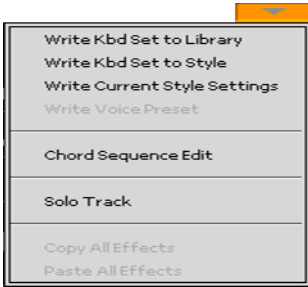 Write Kbd Set to Library
Write Kbd Set to Style
Write Current Style Settings
Write Voice Preset
Chord Sequence Edit
Solo Track
Copy All Effects
Paste All Effects